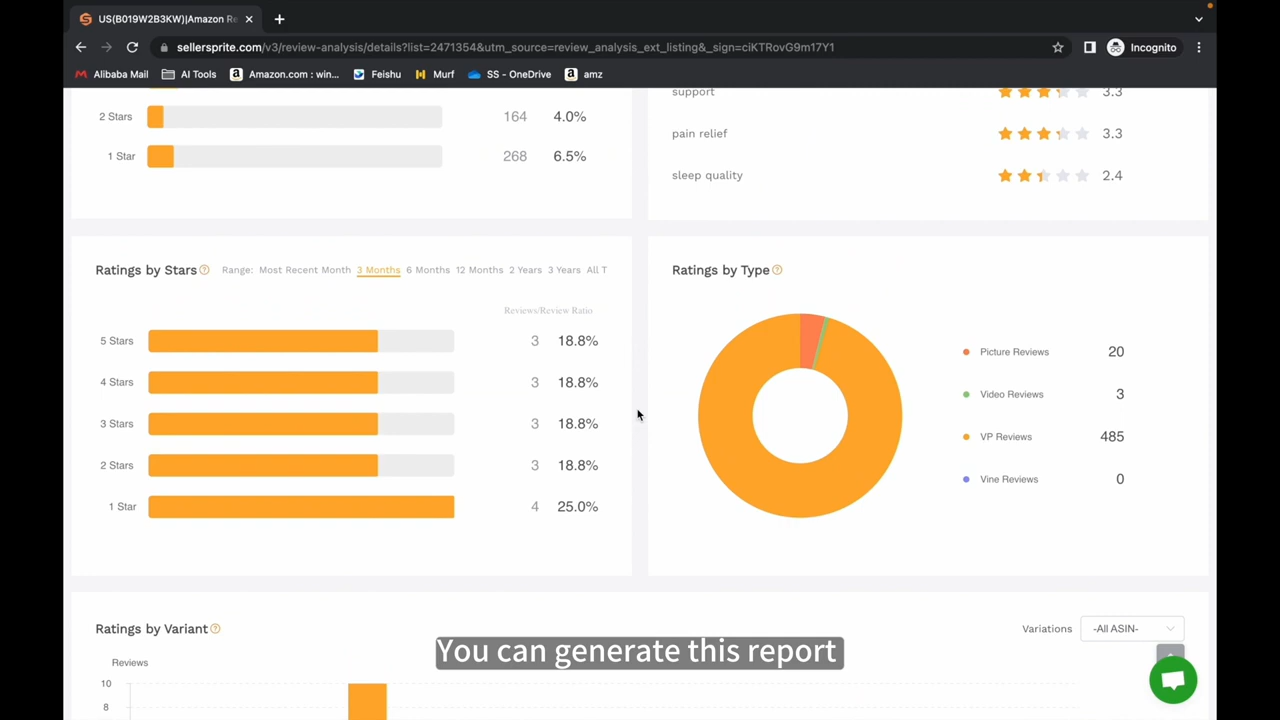 US(B019W2B3KW)|Amazon Re
sellersprite.com/v3/review-analysis/details?list=2471354&utm_source=review_analysis_ext_listing&_sign=ciKTRovG9m17Y1
Incognito
Alibaba Mail
AI Tools
Amazon.com : win...
Feishu
Murf
SS - OneDrive
amz
2 Stars 164 4.0%
1 Star 268 6.5%
support 3.3
pain relief 3.3
sleep quality 2.4
Ratings by Stars
Range: Most Recent Month 3 Months 6 Months 12 Months 2 Years 3 Years All T
Reviews/Review Ratio
5 Stars 3 18.8%
4 Stars 3 18.8%
3 Stars 3 18.8%
2 Stars 3 18.8%
1 Star 4 25.0%
Ratings by Type
Picture Reviews 20
Video Reviews 3
VP Reviews 485
Vine Reviews 0
Ratings by Variant
Variations -All ASIN-
Reviews
10
8
You can generate this report